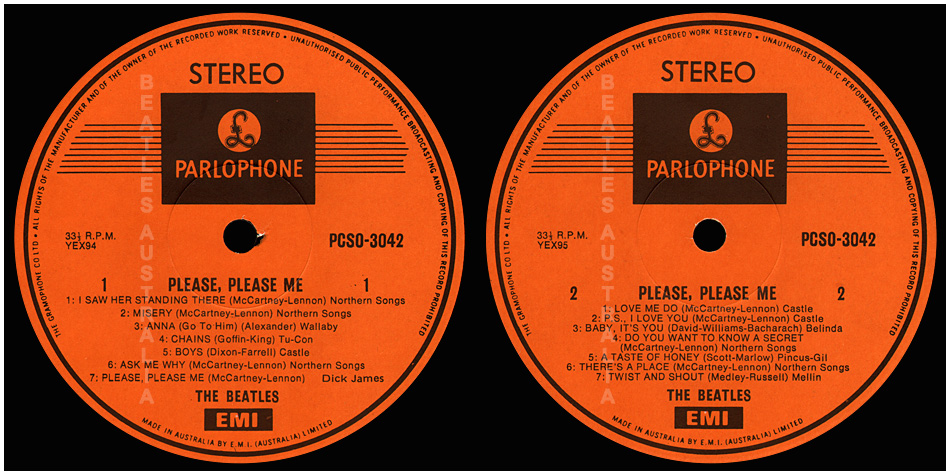 THE GRAMOPHONE CO LTD • ALL RIGHTS OF THE MANUFACTURER AND OF THE OWNER OF THE RECORDED WORK RESERVED • UNAUTHORISED PUBLIC PERFORMANCE BROADCASTING AND COPYING OF THIS RECORD PROHIBITED
STEREO
£
PARLOPHONE
33⅓ R.P.M.
YEX94
PCSO-3042
1 PLEASE, PLEASE ME 1
1: I SAW HER STANDING THERE (McCartney-Lennon) Northern Songs
2: MISERY (McCartney-Lennon) Northern Songs
3: ANNA (Go To Him) (Alexander) Wallaby
4: CHAINS (Goffin-King) Tu-Con
5: BOYS (Dixon-Farrell) Castle
6: ASK ME WHY (McCartney-Lennon) Northern Songs
7: PLEASE, PLEASE ME (McCartney-Lennon) Dick James
THE BEATLES
EMI
MADE IN AUSTRALIA BY E.M.I. (AUSTRALIA) LIMITED
BEATLES AUSTRALIA
THE GRAMOPHONE CO LTD • ALL RIGHTS OF THE MANUFACTURER AND OF THE OWNER OF THE RECORDED WORK RESERVED • UNAUTHORISED PUBLIC PERFORMANCE BROADCASTING AND COPYING OF THIS RECORD PROHIBITED
STEREO
£
PARLOPHONE
33⅓ R.P.M.
YEX95
PCSO-3042
2 PLEASE, PLEASE ME 2
1: LOVE ME DO (McCartney-Lennon) Castle
2: P.S., I LOVE YOU (McCartney-Lennon) Castle
3: BABY, IT'S YOU (David-Williams-Bacharach) Belinda
4: DO YOU WANT TO KNOW A SECRET
(McCartney-Lennon) Northern Songs
5: A TASTE OF HONEY (Scott-Marlow) Pincus-Gil
6: THERE'S A PLACE (McCartney-Lennon) Northern Songs
7: TWIST AND SHOUT (Medley-Russell) Mellin
THE BEATLES
EMI
MADE IN AUSTRALIA BY E.M.I. (AUSTRALIA) LIMITED
BEATLES AUSTRALIA